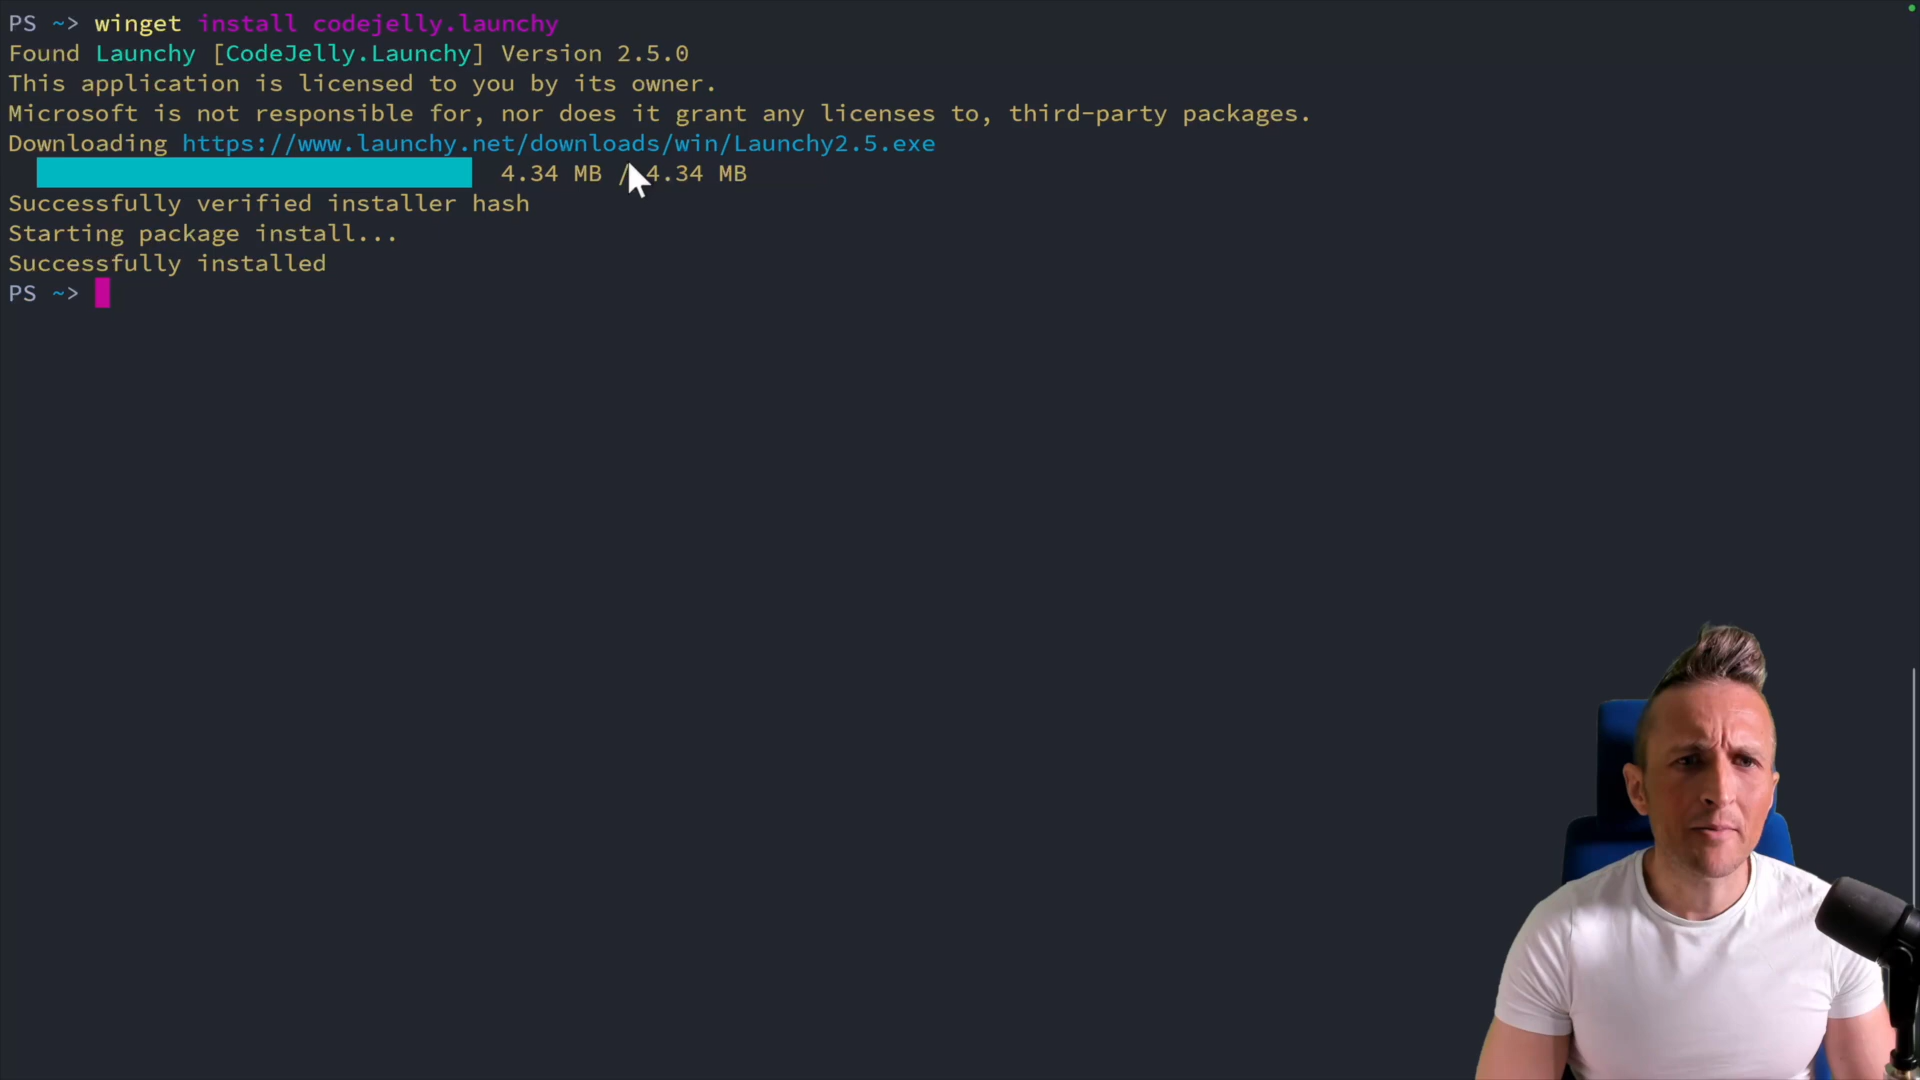 PS ~> winget install codejelly.launchy
Found Launchy [CodeJelly.Launchy] Version 2.5.0
This application is licensed to you by its owner.
Microsoft is not responsible for, nor does it grant any licenses to, third-party packages.
Downloading https://www.launchy.net/downloads/win/Launchy2.5.exe
4.34 MB / 4.34 MB
Successfully verified installer hash
Starting package install...
Successfully installed
PS ~>